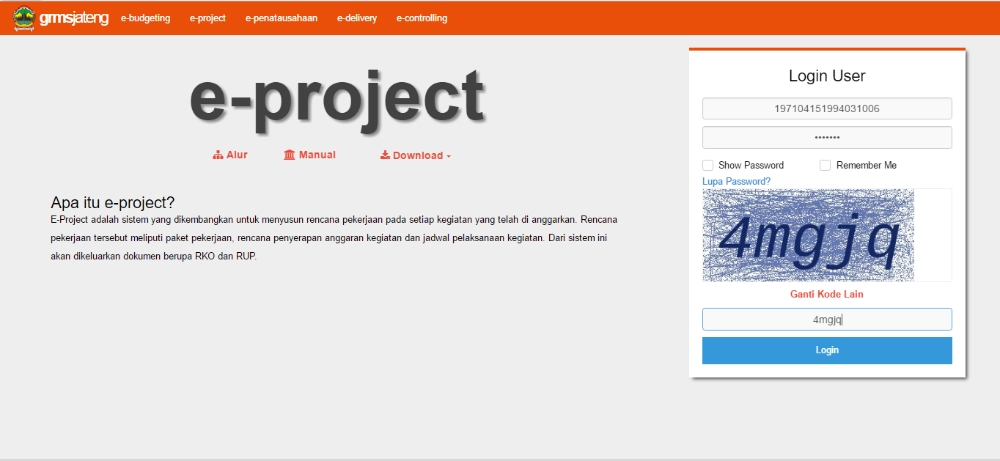 grmsjateng e-budgeting e-project e-penatausahaan e-delivery e-controlling
e-project
Alur Manual Download
Apa itu e-project?
E-Project adalah sistem yang dikembangkan untuk menyusun rencana pekerjaan pada setiap kegiatan yang telah di anggarkan. Rencana
pekerjaan tersebut meliputi paket pekerjaan, rencana penyerapan anggaran kegiatan dan jadwal pelaksanaan kegiatan. Dari sistem ini
akan dikeluarkan dokumen berupa RKO dan RUP.
Login User
197104151994031006
•••••••
Show Password Remember Me
Lupa Password?
4mgjq
Ganti Kode Lain
4mgjq
Login